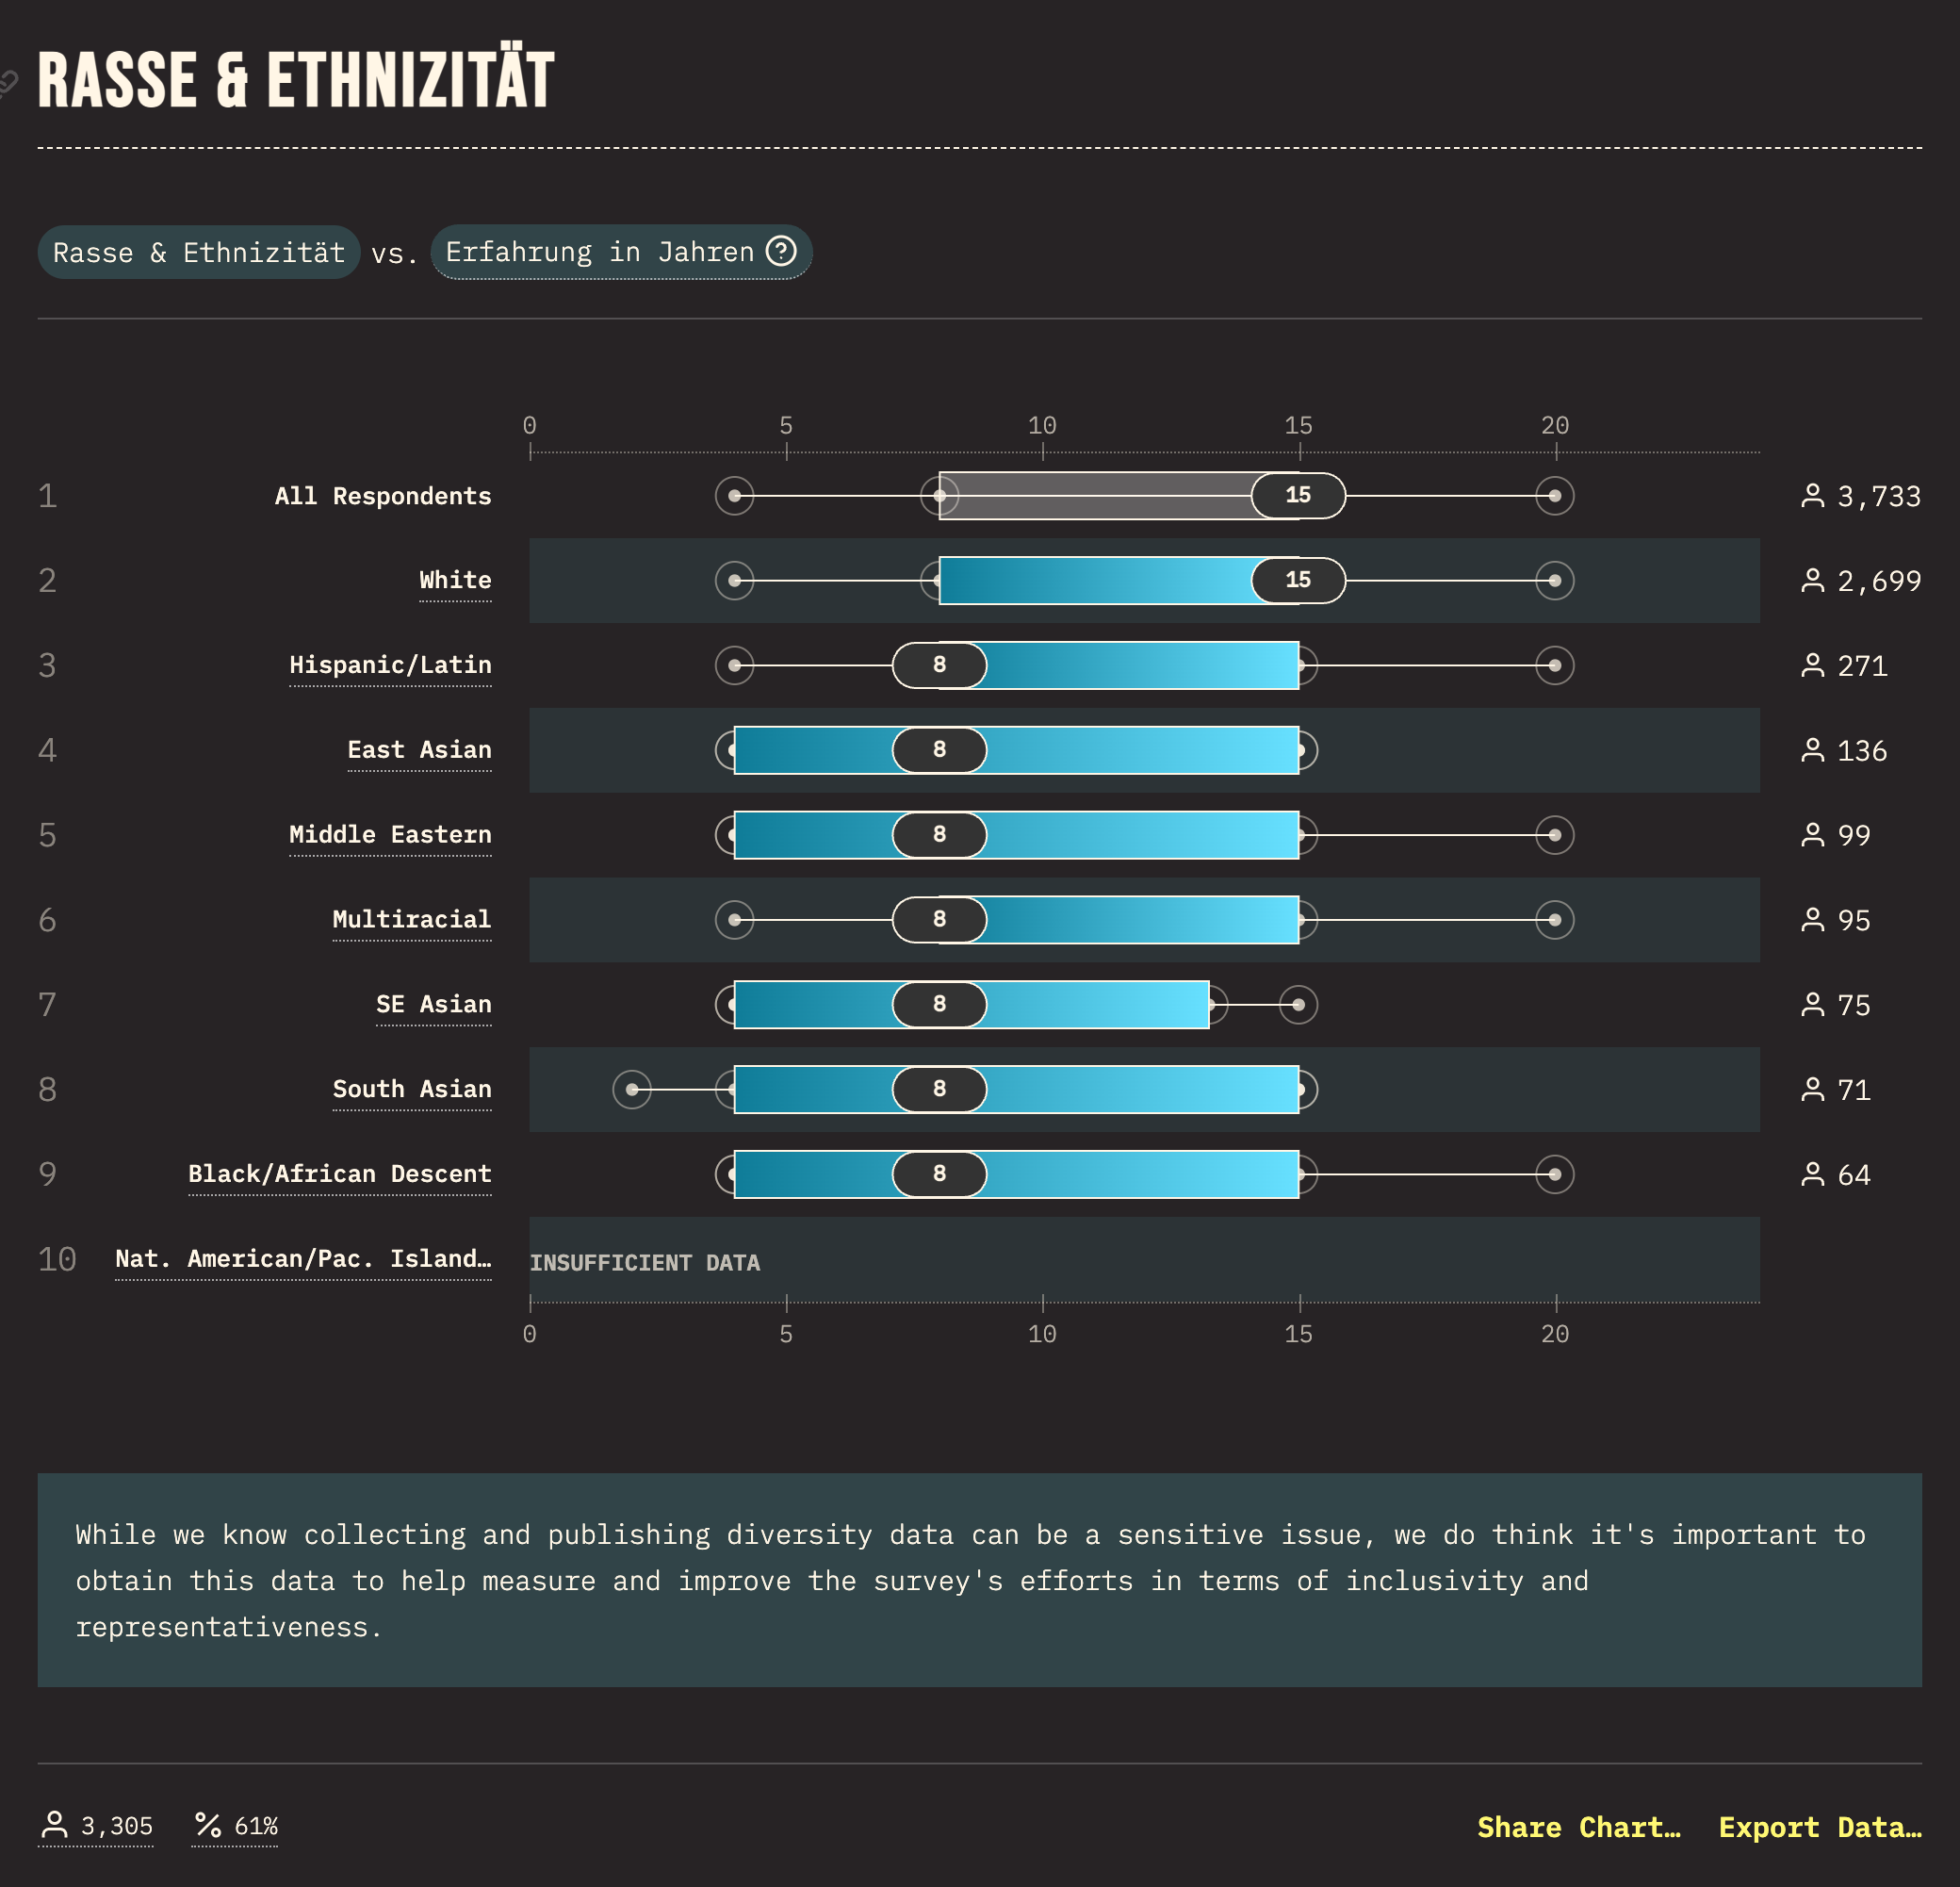 RASSE & ETHNIZITÄT
Rasse & Ethnizität vs. Erfahrung in Jahren ?
0 5 10 15 20
1 All Respondents 15 3,733
2 White 15 2,699
3 Hispanic/Latin 8 271
4 East Asian 8 136
5 Middle Eastern 8 99
6 Multiracial 8 95
7 SE Asian 8 75
8 South Asian 8 71
9 Black/African Descent 8 64
10 Nat. American/Pac. Island… INSUFFICIENT DATA
0 5 10 15 20
While we know collecting and publishing diversity data can be a sensitive issue, we do think it's important to
obtain this data to help measure and improve the survey's efforts in terms of inclusivity and
representativeness.
3,305 % 61% Share Chart… Export Data…